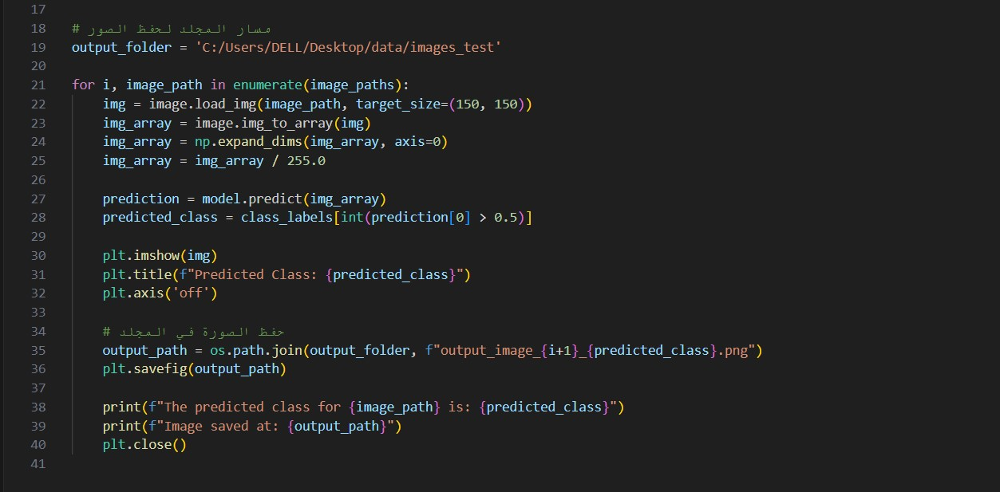 17
18 # مسار المجلد لحفظ الصور
19 output_folder = 'C:/Users/DELL/Desktop/data/images_test'
20
21 for i, image_path in enumerate(image_paths):
22     img = image.load_img(image_path, target_size=(150, 150))
23     img_array = image.img_to_array(img)
24     img_array = np.expand_dims(img_array, axis=0)
25     img_array = img_array / 255.0
26
27     prediction = model.predict(img_array)
28     predicted_class = class_labels[int(prediction[0] > 0.5)]
29
30     plt.imshow(img)
31     plt.title(f"Predicted Class: {predicted_class}")
32     plt.axis('off')
33
34     # حفظ الصورة في المجلد
35     output_path = os.path.join(output_folder, f"output_image_{i+1}_{predicted_class}.png")
36     plt.savefig(output_path)
37
38     print(f"The predicted class for {image_path} is: {predicted_class}")
39     print(f"Image saved at: {output_path}")
40     plt.close()
41